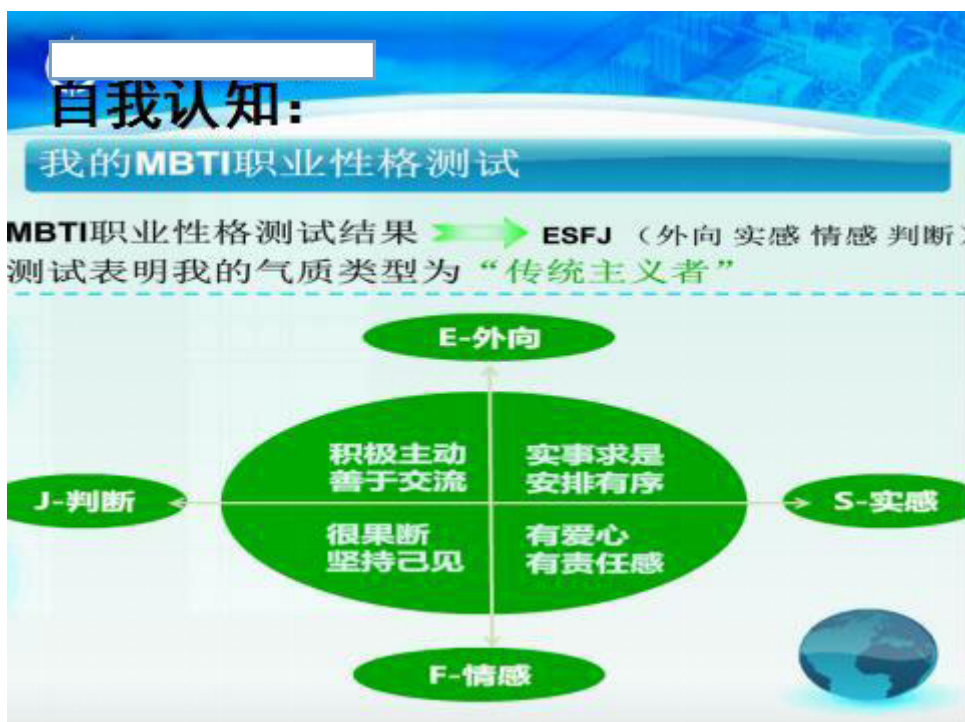 自我认知:
我的MBTI职业性格测试
MBTI职业性格测试结果 ESFJ （外向 实感 情感 判断）
测试表明我的气质类型为“传统主义者”
E-外向
积极主动
善于交流
实事求是
安排有序
J-判断
S-实感
很果断
坚持己见
有爱心
有责任感
F-情感